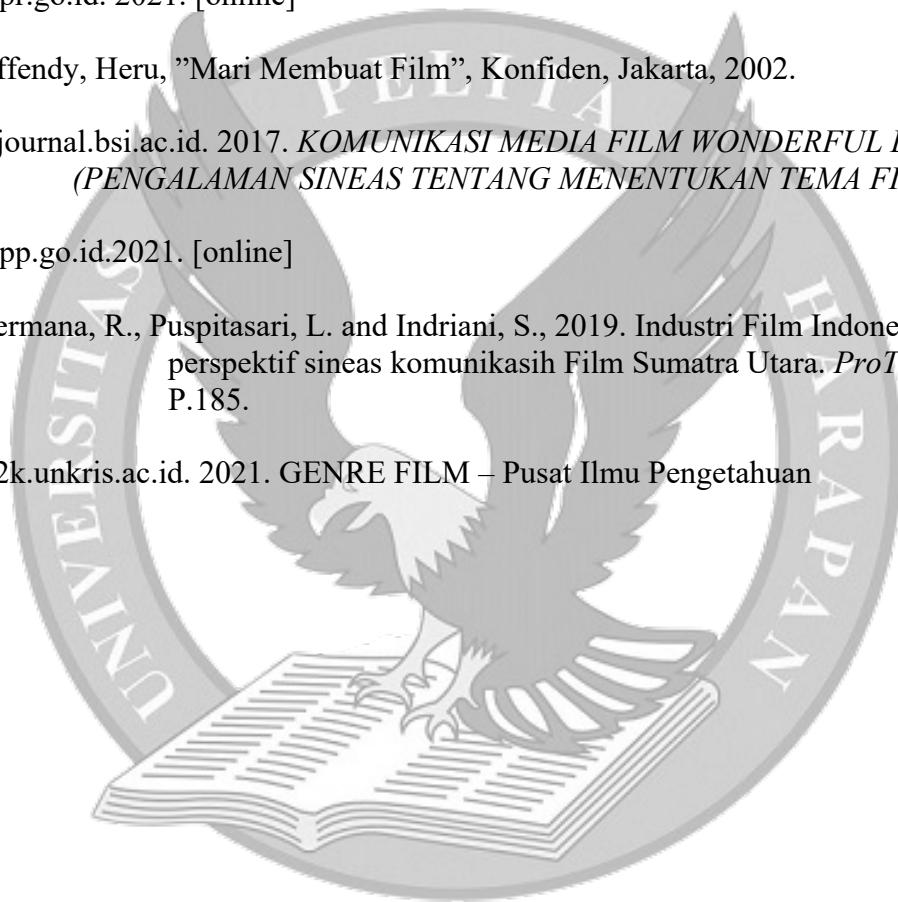 pr.go.id. 2021. [online]
ffendy, Heru, ”Mari Membuat Film”, Konfiden, Jakarta, 2002.
journal.bsi.ac.id. 2017. KOMUNIKASI MEDIA FILM WONDERFUL
(PENGALAMAN SINEAS TENTANG MENENTUKAN TEMA FI
pp.go.id.2021. [online]
ermana, R., Puspitasari, L. and Indriani, S., 2019. Industri Film Indone
perspektif sineas komunikasih Film Sumatra Utara. ProT
P.185.
2k.unkris.ac.id. 2021. GENRE FILM – Pusat Ilmu Pengetahuan
UNIVERSITAS PELITA HARAPAN